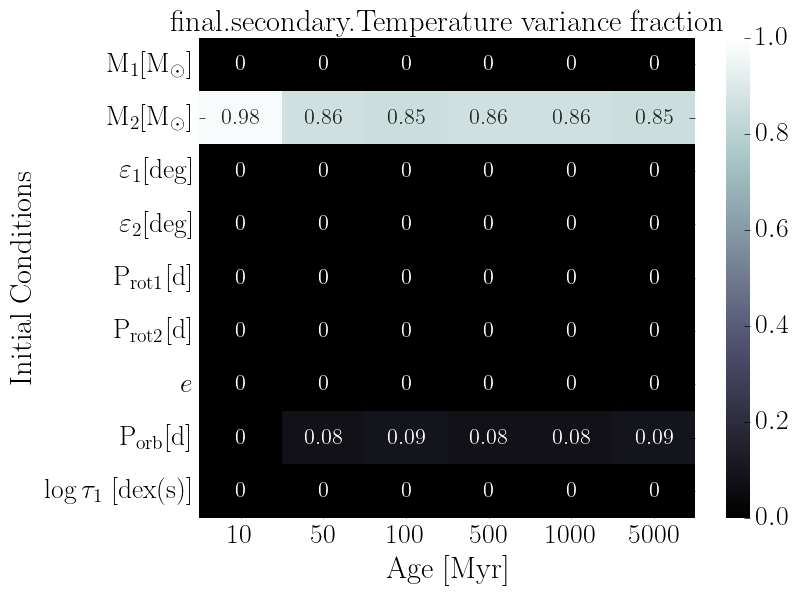 final.secondary.Temperature variance fraction
Initial Conditions
M₁[M⊙] 0 0 0 0 0 0
M₂[M⊙] 0.98 0.86 0.85 0.86 0.86 0.85
ε₁[deg] 0 0 0 0 0 0
ε₂[deg] 0 0 0 0 0 0
P_rot1[d] 0 0 0 0 0 0
P_rot2[d] 0 0 0 0 0 0
e 0 0 0 0 0 0
P_orb[d] 0 0.08 0.09 0.08 0.08 0.09
log τ₁ [dex(s)] 0 0 0 0 0 0
10 50 100 500 1000 5000
Age [Myr]
1.0
0.8
0.6
0.4
0.2
0.0